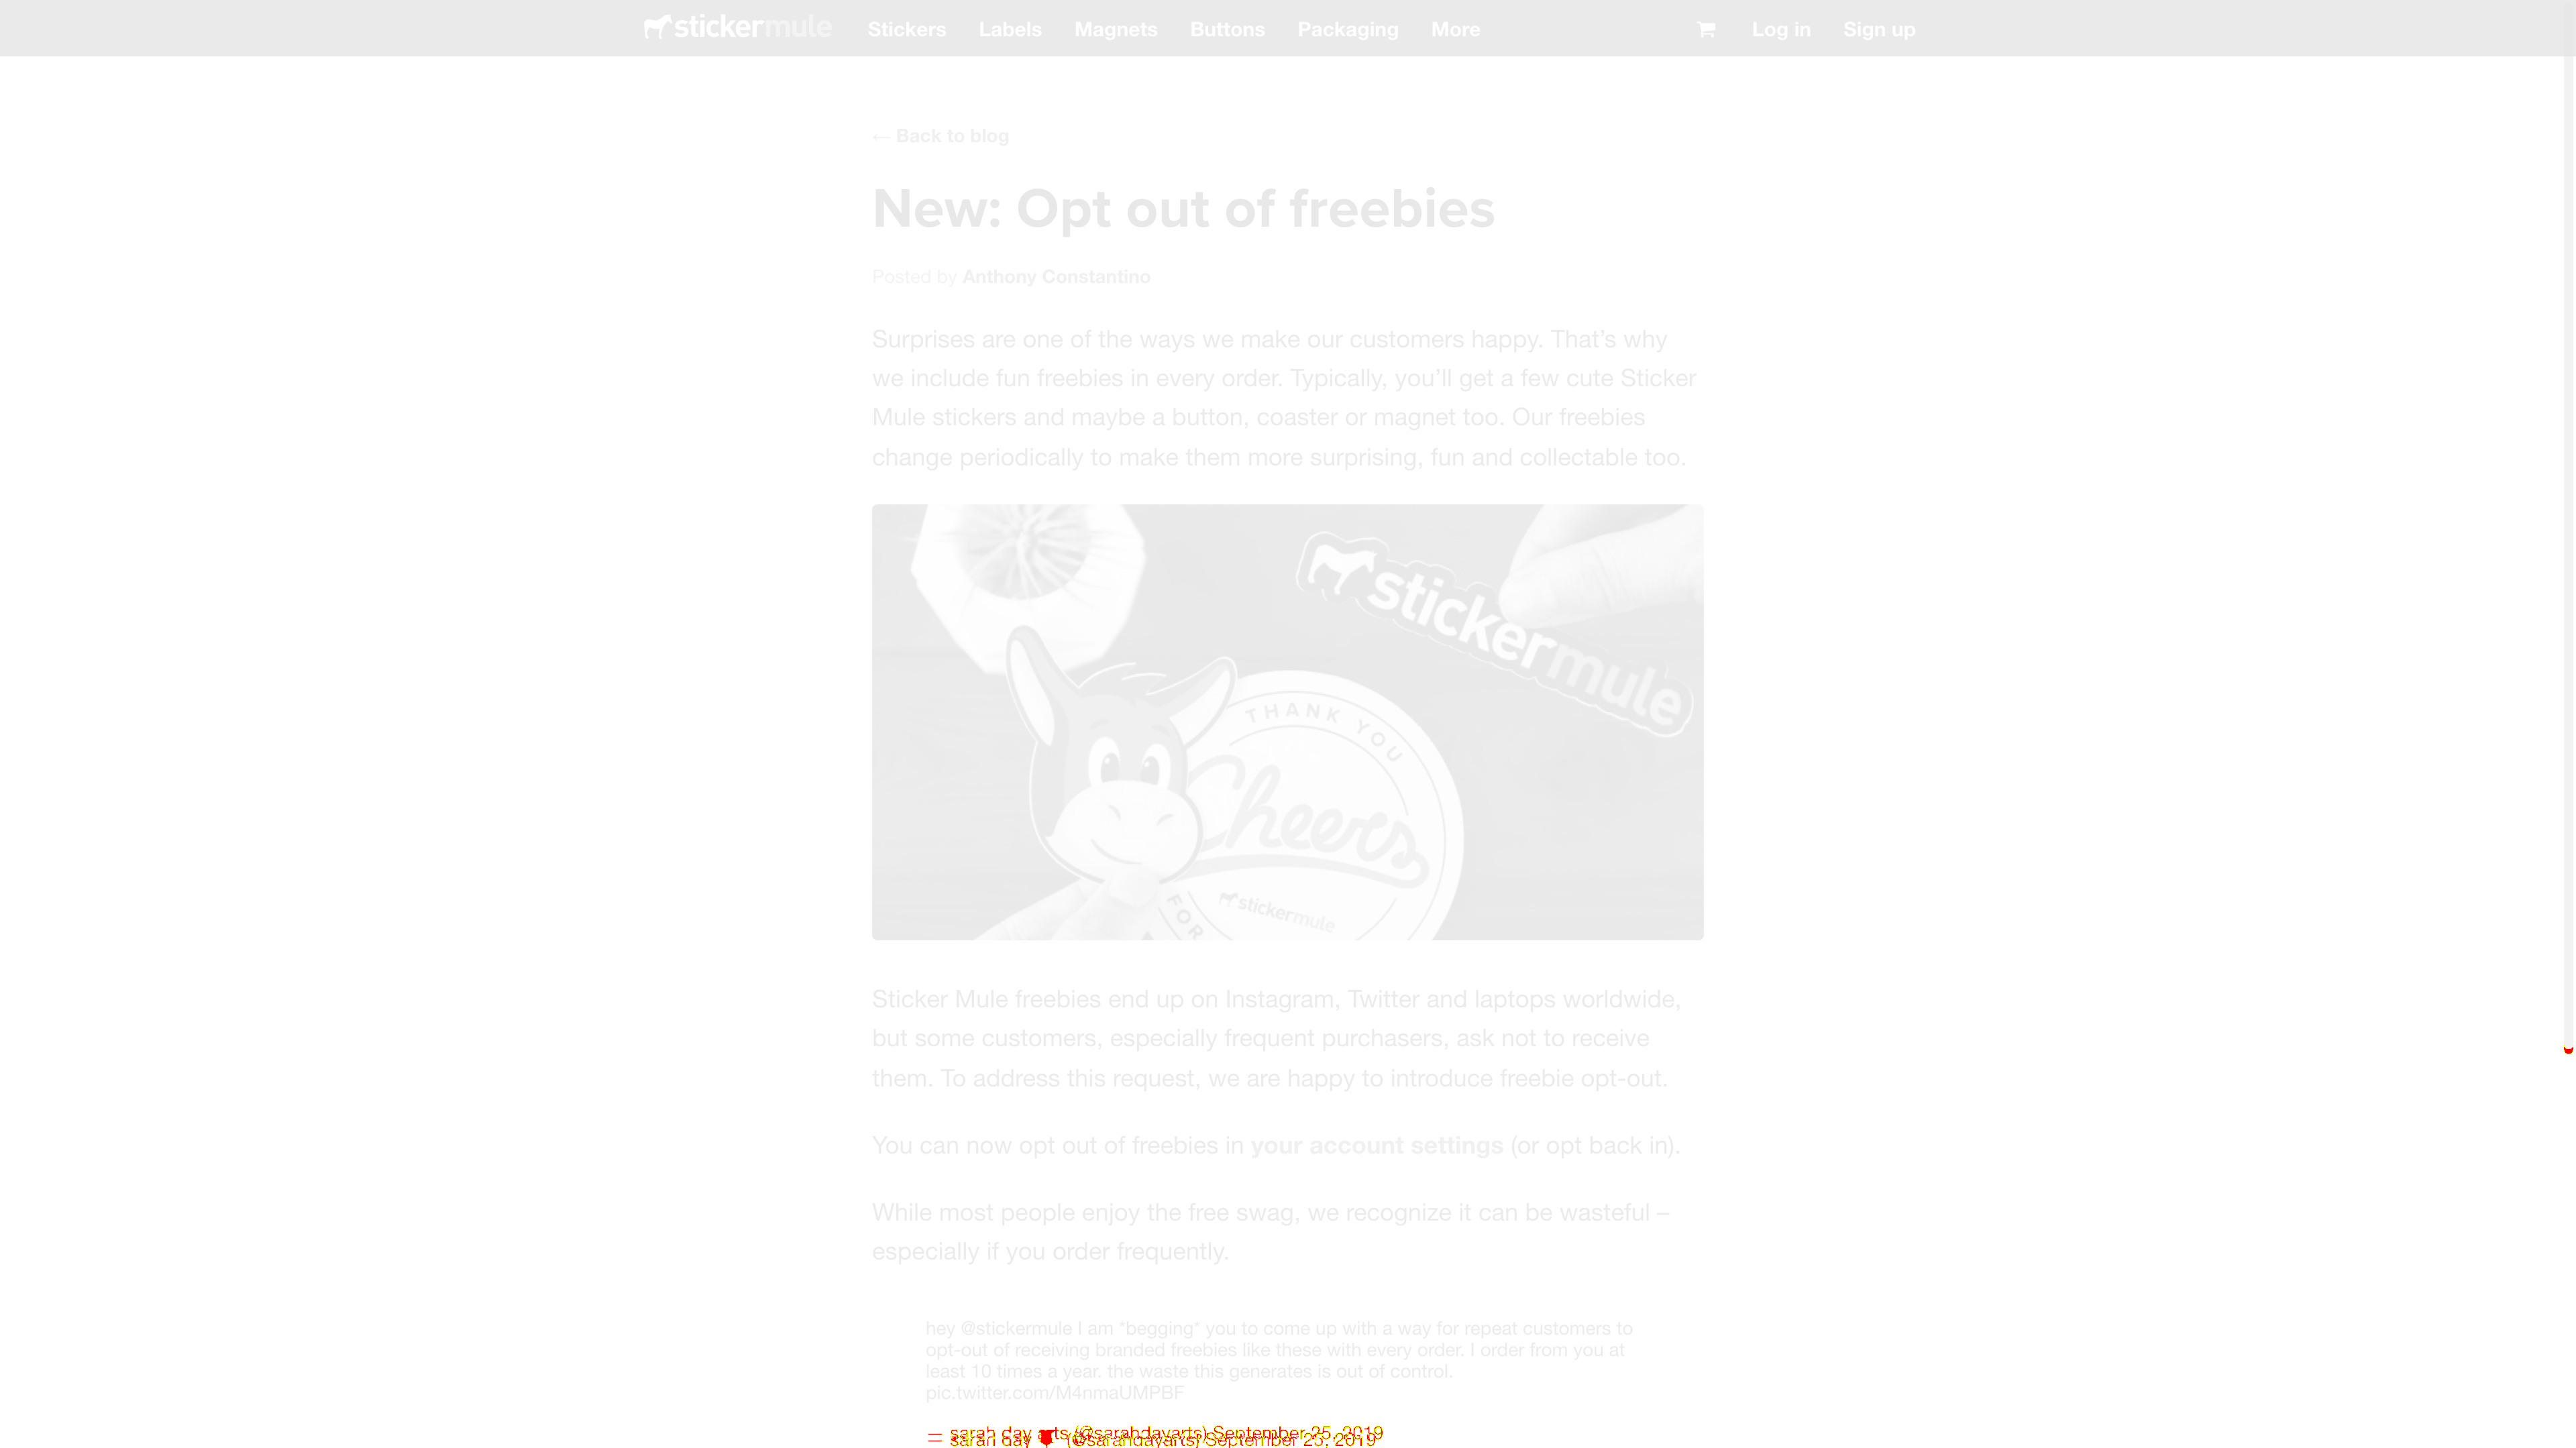 stickermule Stickers Labels Magnets Buttons Packaging More Log in Sign up
← Back to blog
New: Opt out of freebies
Posted by Anthony Constantino
Surprises are one of the ways we make our customers happy. That’s why
we include fun freebies in every order. Typically, you’ll get a few cute Sticker
Mule stickers and maybe a button, coaster or magnet too. Our freebies
change periodically to make them more surprising, fun and collectable too.
stickermule
THANK YOU
Cheers
stickermule
FOR
Sticker Mule freebies end up on Instagram, Twitter and laptops worldwide,
but some customers, especially frequent purchasers, ask not to receive
them. To address this request, we are happy to introduce freebie opt-out.
You can now opt out of freebies in your account settings (or opt back in).
While most people enjoy the free swag, we recognize it can be wasteful –
especially if you order frequently.
hey @stickermule I am *begging* you to come up with a way for repeat customers to
opt-out of receiving branded freebies like these with every order. I order from you at
least 10 times a year. the waste this generates is out of control.
pic.twitter.com/M4nmaUMPBF
— sarah day arts (@sarahdayarts) September 25, 2019
— sarah day (@sarahdayarts) September 25, 2019